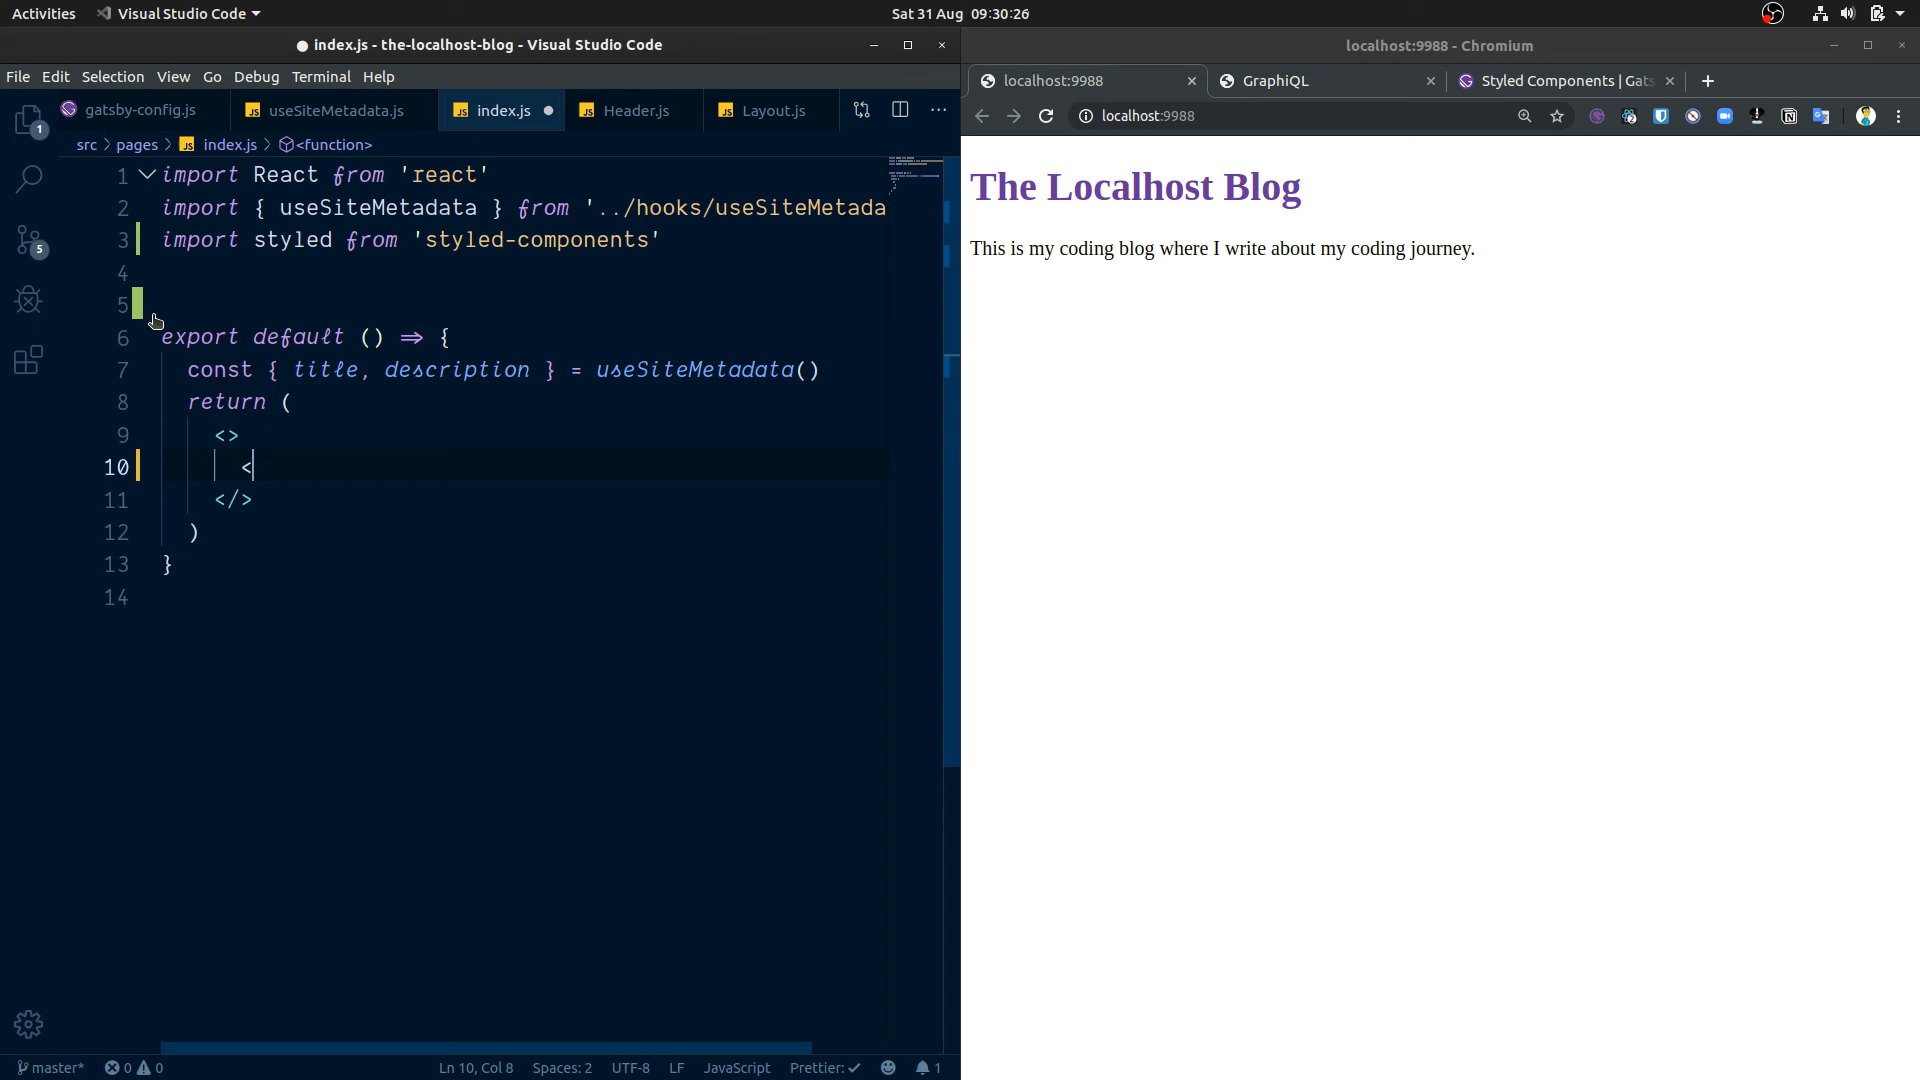 Activities Visual Studio Code Sat 31 Aug 09:30:26
index.js - the-localhost-blog - Visual Studio Code
File Edit Selection View Go Debug Terminal Help
gatsby-config.js useSiteMetadata.js index.js Header.js Layout.js
src > pages > index.js > <function>
1 import React from 'react'
2 import { useSiteMetadata } from '../hooks/useSiteMetada
3 import styled from 'styled-components'
4
5
6 export default () => {
7 const { title, description } = useSiteMetadata()
8 return (
9 <>
10 <
11 </>
12 )
13 }
14
1
5
master* 0 0 Ln 10, Col 8 Spaces: 2 UTF-8 LF JavaScript Prettier: ✓ 1
localhost:9988 - Chromium
localhost:9988 GraphiQL Styled Components | Gats
localhost:9988
The Localhost Blog
This is my coding blog where I write about my coding journey.